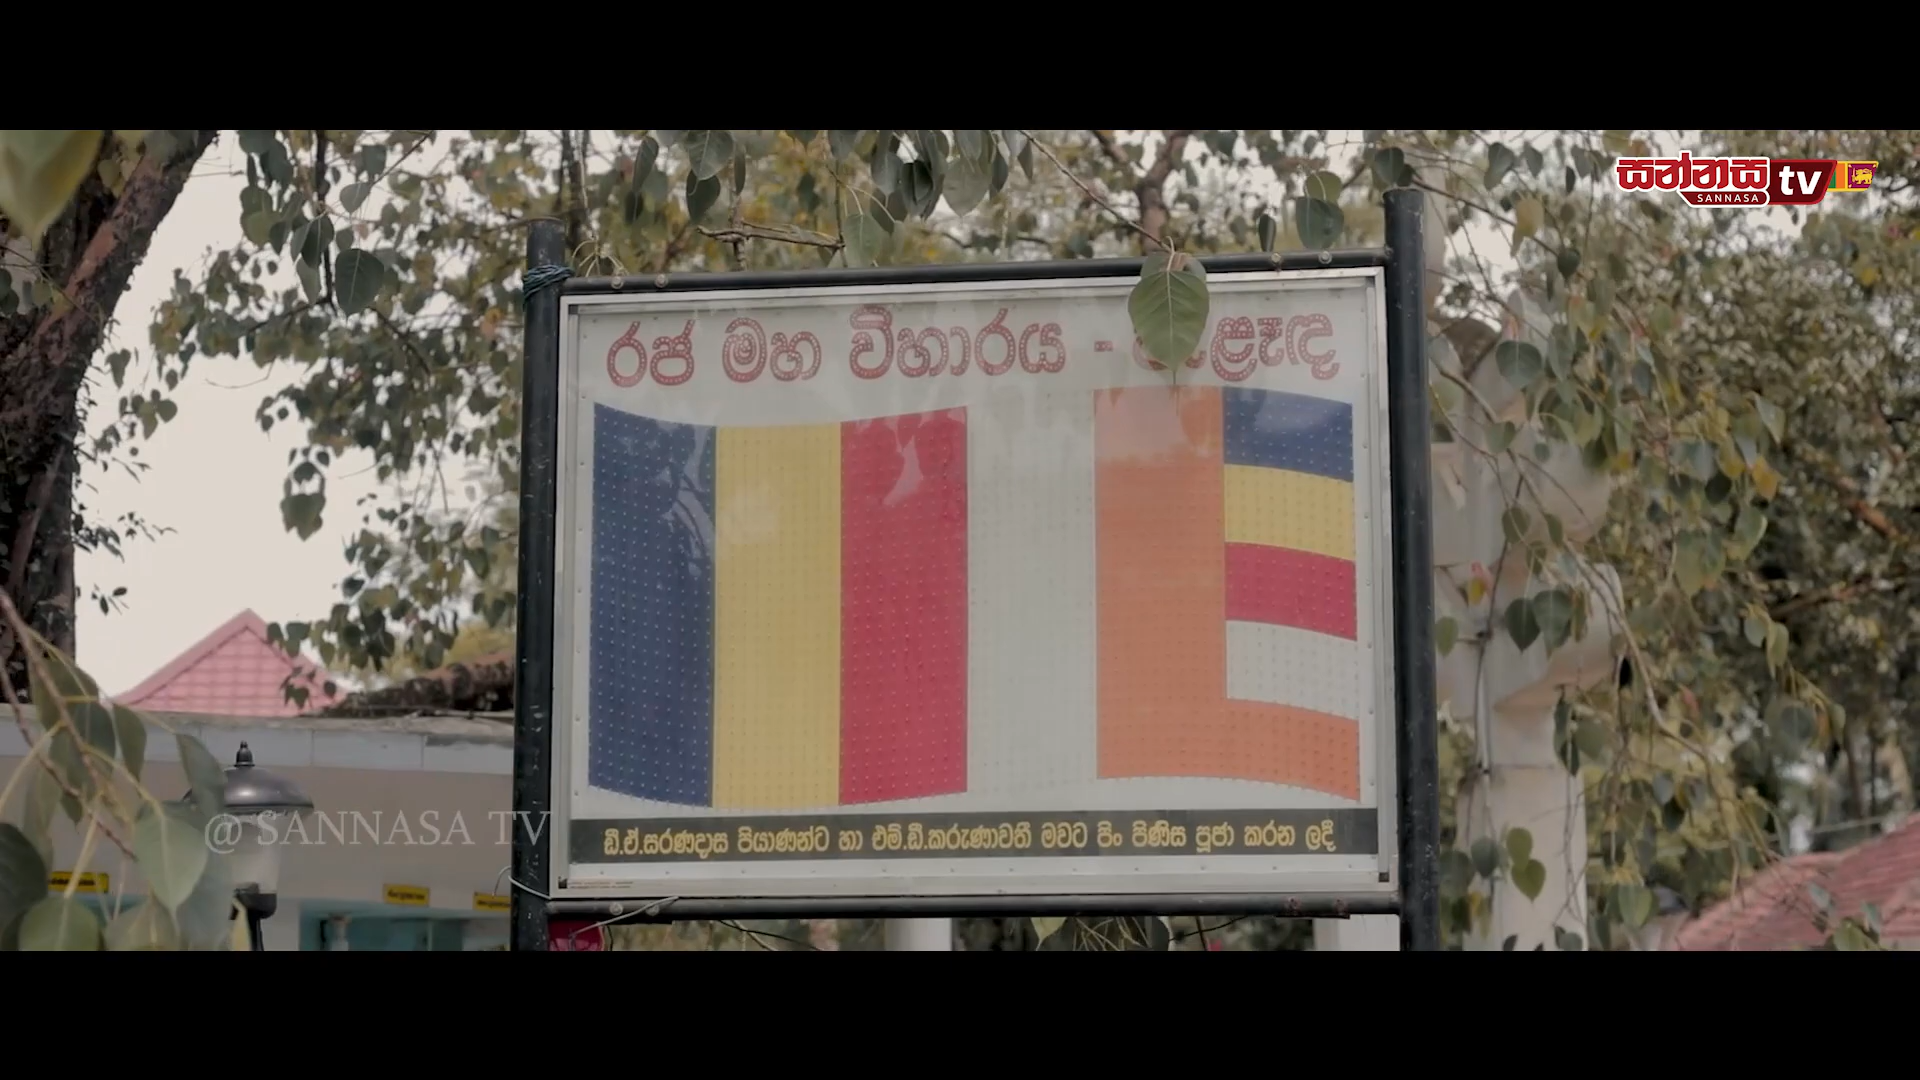 සන්නස tv
SANNASA
රජ මහ විහාරය -
ඩී.ඒ.සරණදාස පියාණන්ට හා එම්.ඩී.කරුණාවතී මවට පිං පිණිස පූජා කරන ලදී
@ SANNASA TV